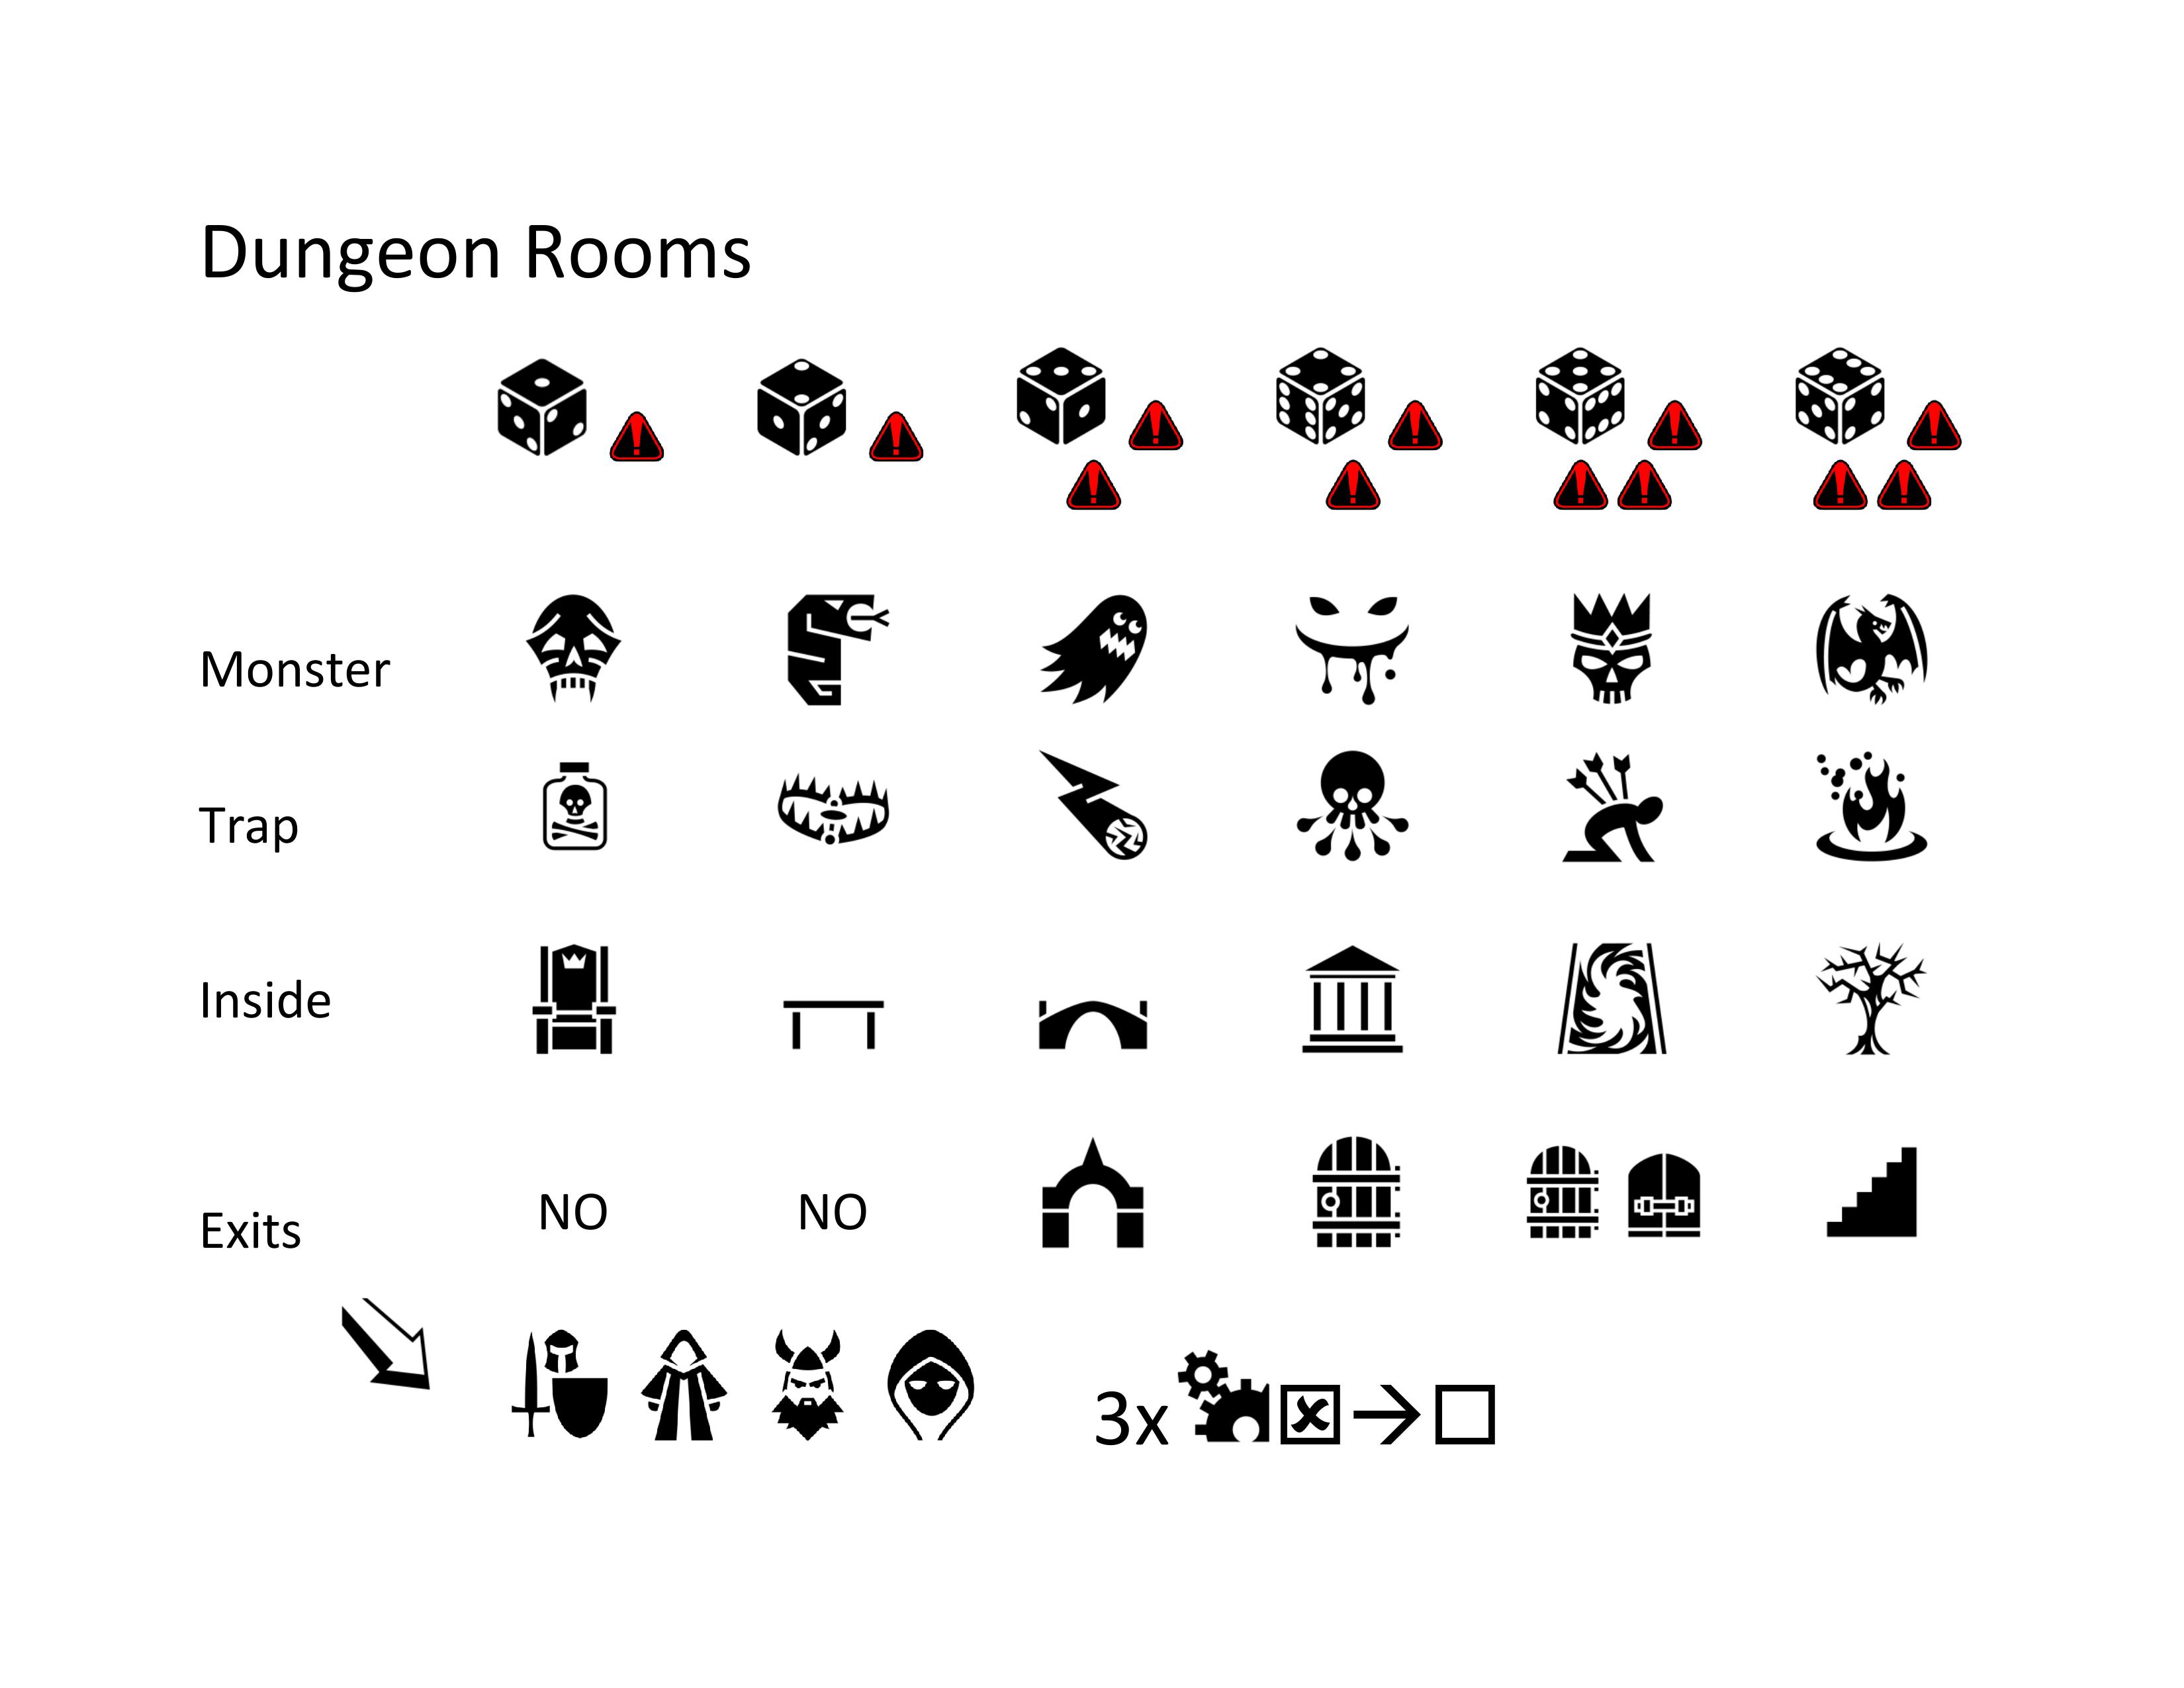 Dungeon Rooms
Monster
Trap
Inside
Exits NO NO
3x